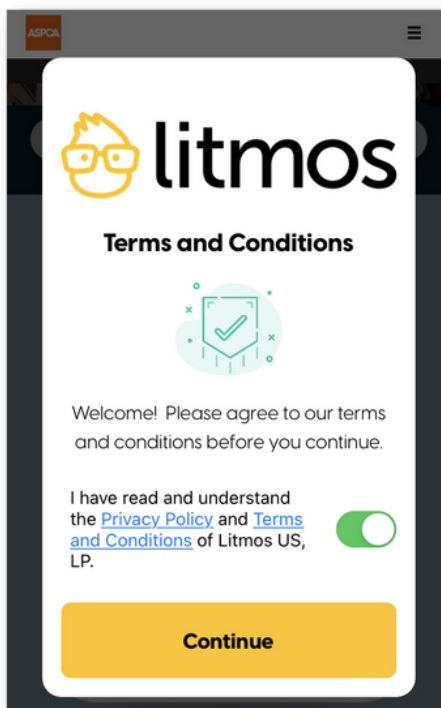 ASPCA
litmos
Terms and Conditions
Welcome! Please agree to our terms
and conditions before you continue.
I have read and understand
the Privacy Policy and Terms
and Conditions of Litmos US,
LP.
Continue